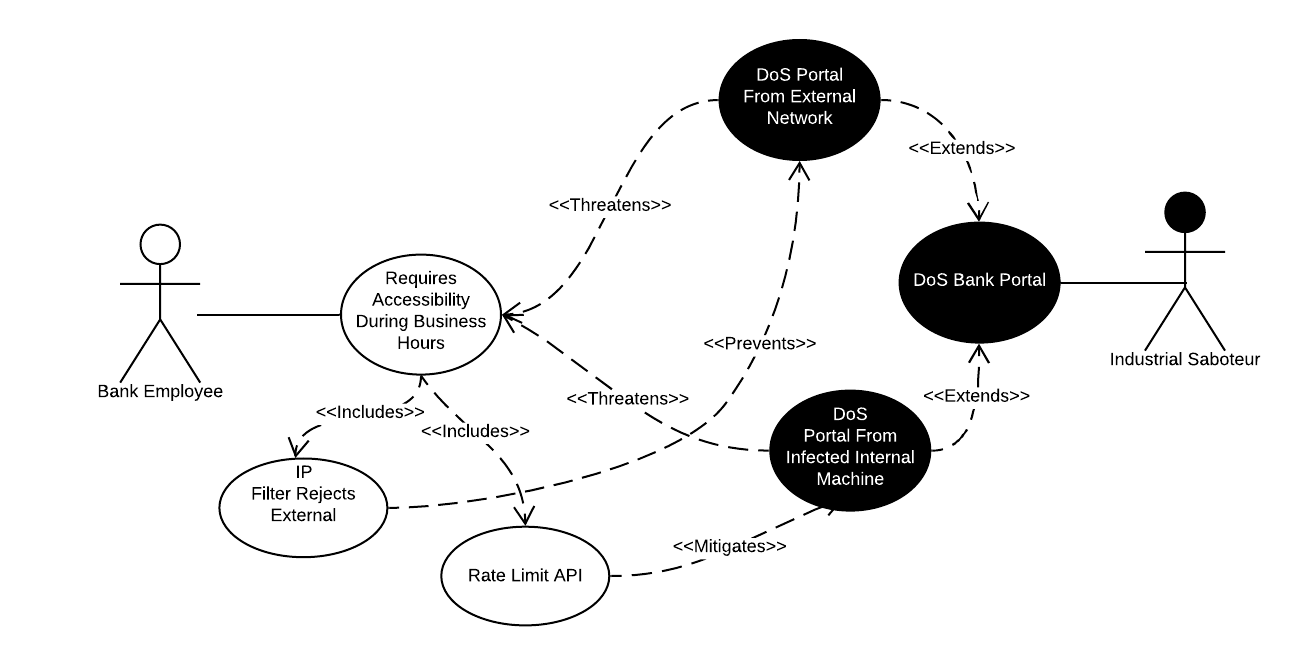 DoS Portal
From External
Network
<<Extends>>
<<Threatens>>
Requires
Accessibility
During Business
Hours
DoS Bank Portal
<<Prevents>>
Industrial Saboteur
Bank Employee
<<Threatens>>
<<Extends>>
<<Includes>>
<<Includes>>
DoS
Portal From
Infected Internal
Machine
IP
Filter Rejects
External
<<Mitigates>>
Rate Limit API